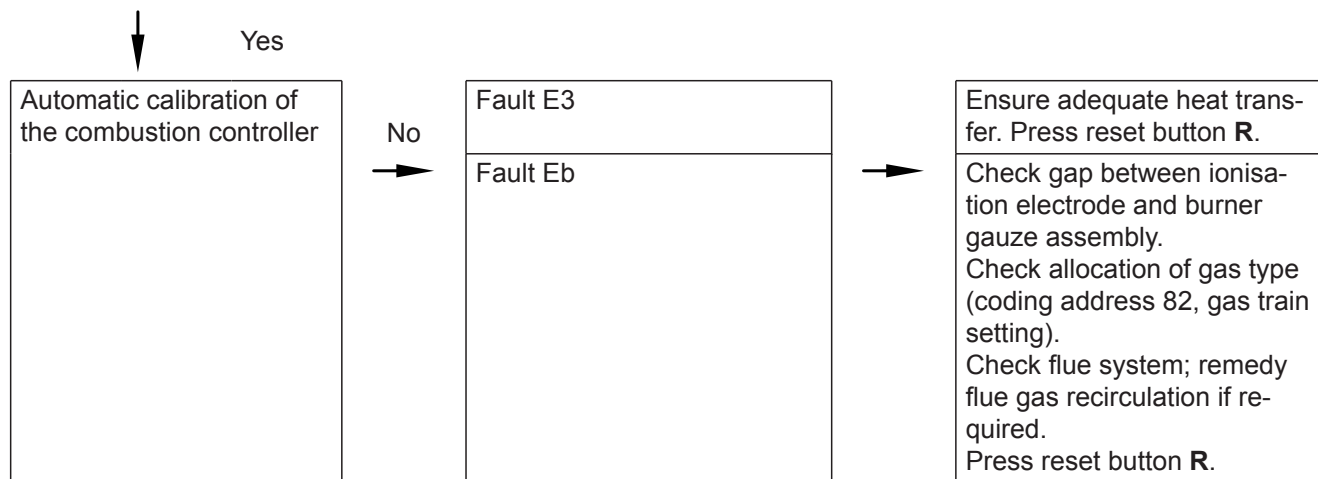 Yes
Automatic calibration of
the combustion controller
No
Fault E3
Fault Eb
Ensure adequate heat trans-
fer. Press reset button R.
Check gap between ionisa-
tion electrode and burner
gauze assembly.
Check allocation of gas type
(coding address 82, gas train
setting).
Check flue system; remedy
flue gas recirculation if re-
quired.
Press reset button R.